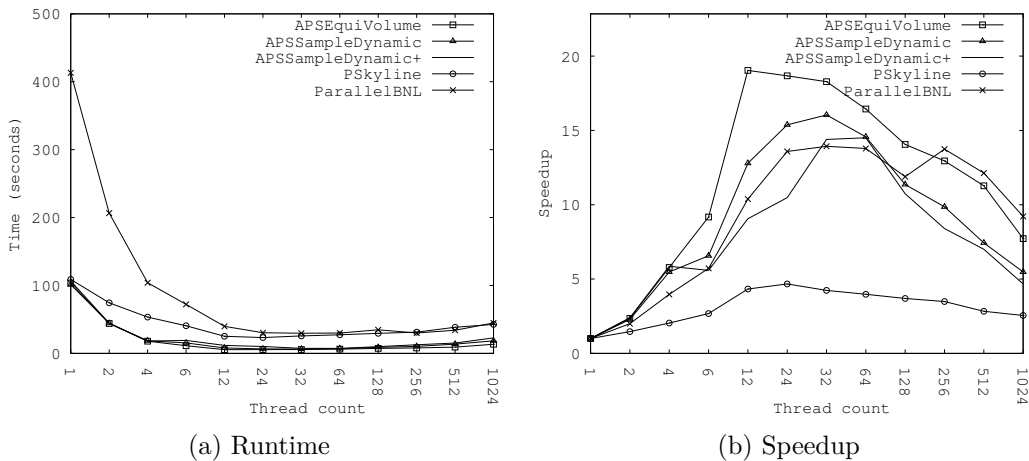 500
400
300
200
100
0
Time (seconds)
1
2
4
6
12
24
32
64
128
256
512
1024
Thread count
APSEquiVolume
APSSampleDynamic
APSSampleDynamic+
PSkyline
ParallelBNL
(a) Runtime
20
15
10
5
0
Speedup
1
2
4
6
12
24
32
64
128
256
512
1024
Thread count
APSEquiVolume
APSSampleDynamic
APSSampleDynamic+
PSkyline
ParallelBNL
(b) Speedup